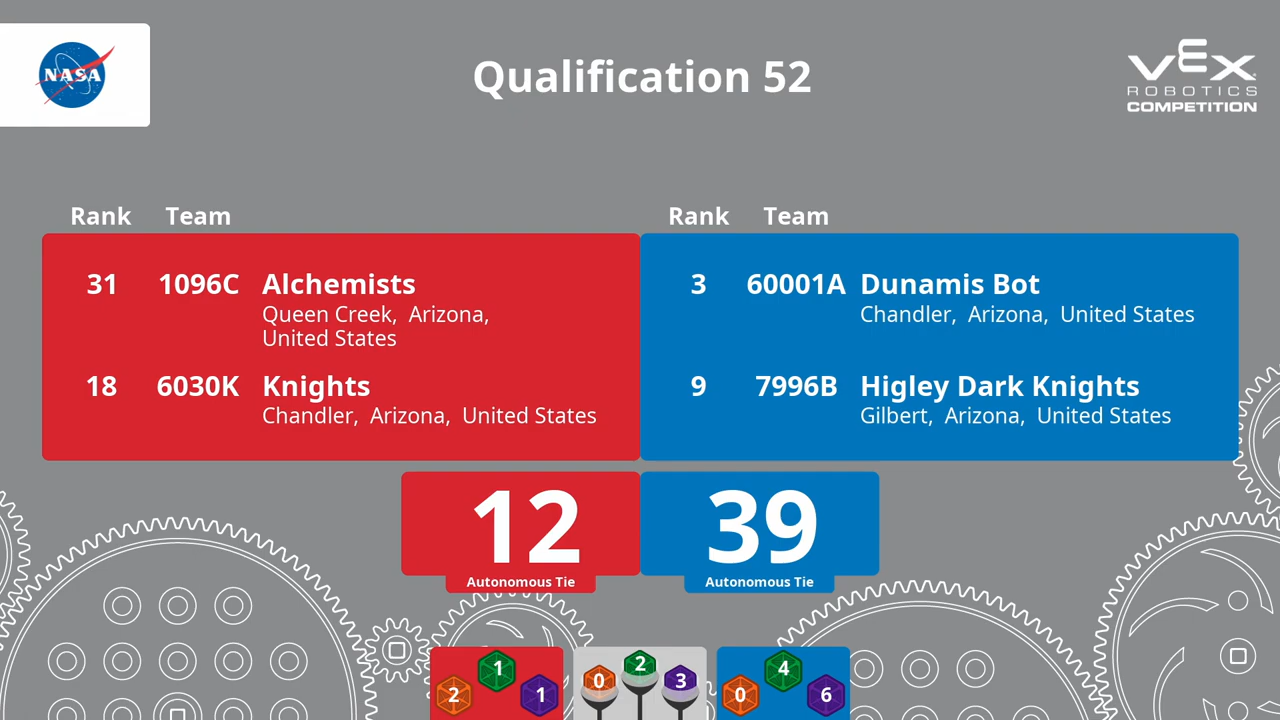 NASA
Qualification 52
VEX
ROBOTICS
COMPETITION
Rank Team
31 1096C Alchemists
Queen Creek, Arizona,
United States
18 6030K Knights
Chandler, Arizona, United States
Rank Team
3 60001A Dunamis Bot
Chandler, Arizona, United States
9 7996B Higley Dark Knights
Gilbert, Arizona, United States
12
Autonomous Tie
39
Autonomous Tie
2 1 1
0 2 3
0 4 6